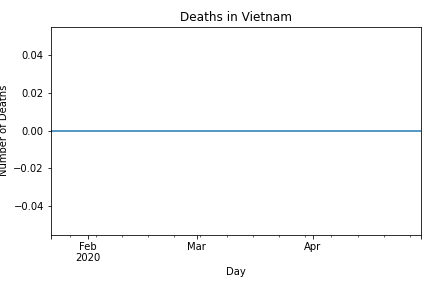 Deaths in Vietnam
Number of Deaths
0.04
0.02
0.00
−0.02
−0.04
Feb
2020
Mar
Apr
Day